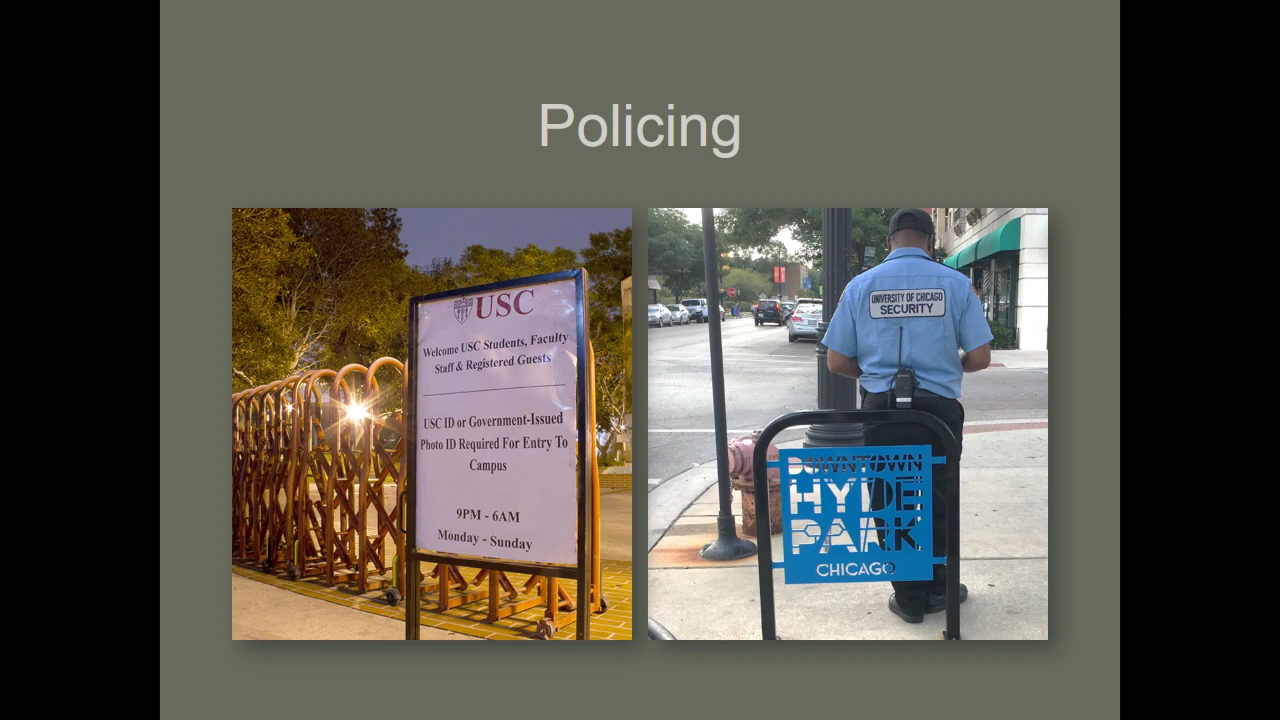 Policing
USC
Welcome USC Students, Faculty
Staff & Registered Guests
USC ID or Government-Issued
Photo ID Required For Entry To
Campus
9PM - 6AM
Monday - Sunday
UNIVERSITY OF CHICAGO
SECURITY
DOWNTOWN
HYDE
PARK
CHICAGO